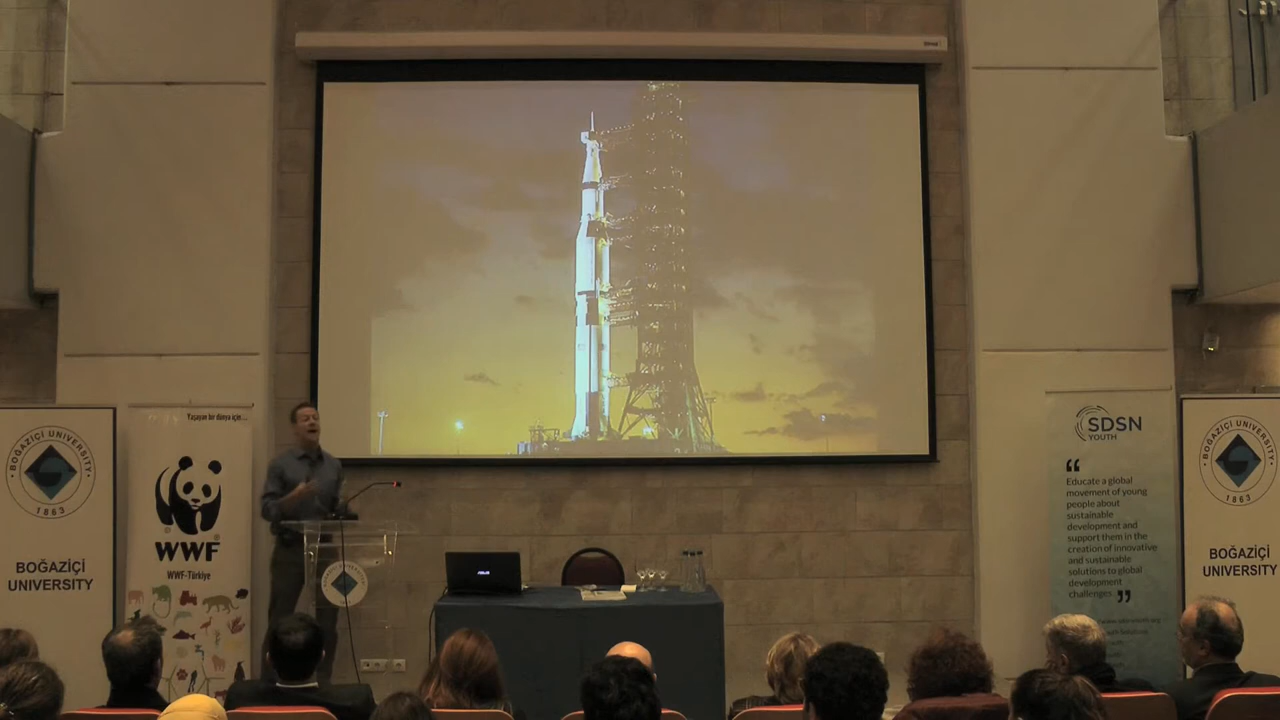 BOĞAZİÇİ UNIVERSITY
1863
BOĞAZİÇİ
UNIVERSITY
Yaşayan bir dünya için...
WWF
WWF-Türkiye
ASUS
SDSN
YOUTH
“
Educate a global
movement of young
people about
sustainable
development and
support them in the
creation of innovative
and sustainable
solutions to global
development
challenges ”
BOĞAZİÇİ UNIVERSITY
1863
BOĞAZİÇİ
UNIVERSITY